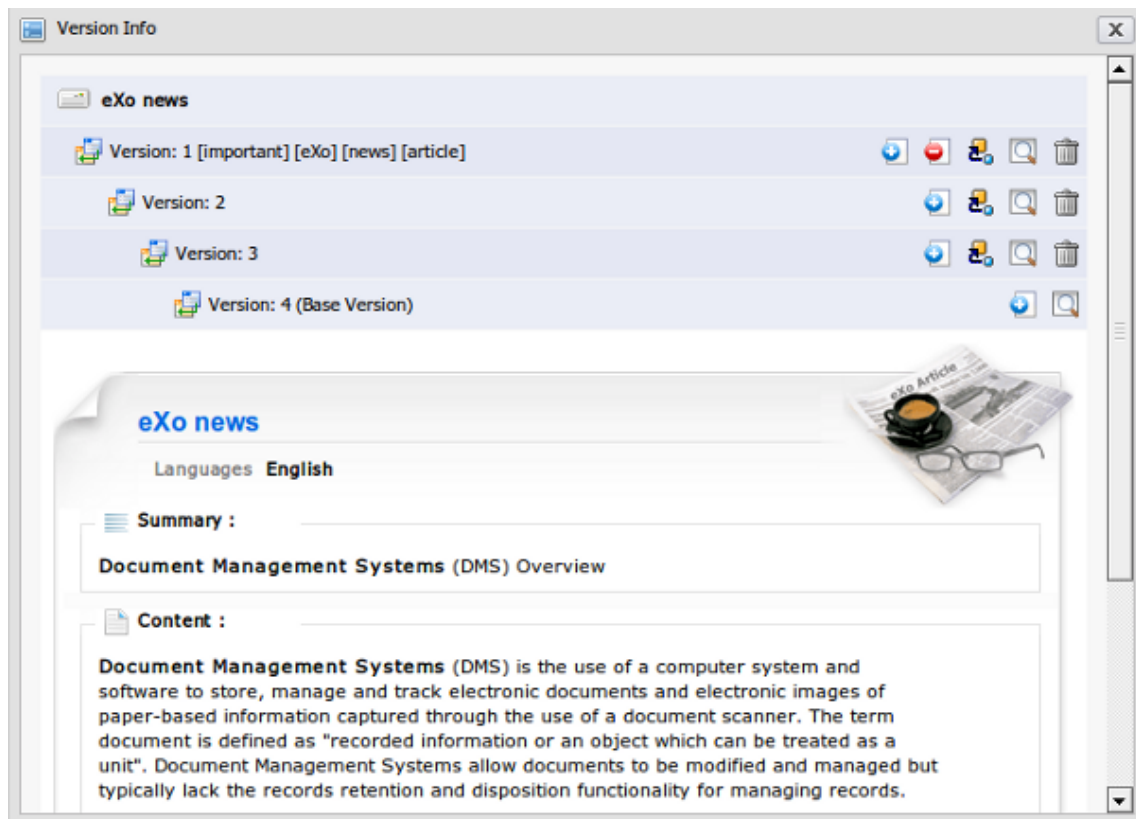 Version Info
eXo news
Version: 1 [important] [eXo] [news] [article]
Version: 2
Version: 3
Version: 4 (Base Version)
eXo Article
eXo news
Languages English
Summary :
Document Management Systems (DMS) Overview
Content :
Document Management Systems (DMS) is the use of a computer system and
software to store, manage and track electronic documents and electronic images of
paper-based information captured through the use of a document scanner. The term
document is defined as "recorded information or an object which can be treated as a
unit". Document Management Systems allow documents to be modified and managed but
typically lack the records retention and disposition functionality for managing records.